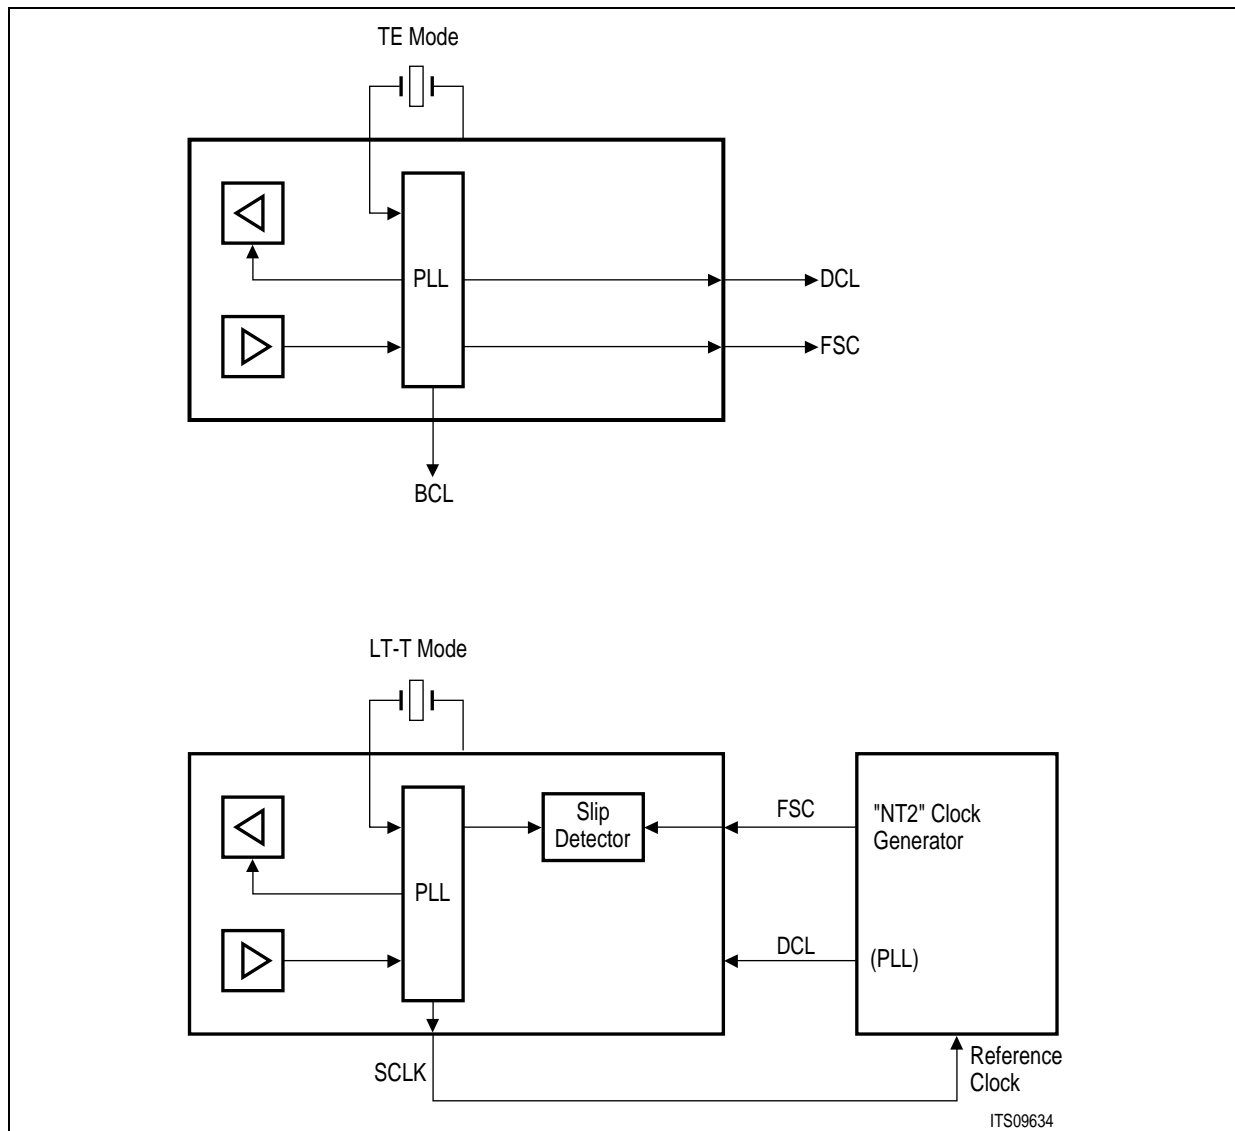 TE Mode
PLL
DCL
FSC
BCL
LT-T Mode
Slip
Detector
FSC
"NT2" Clock
Generator
PLL
DCL
(PLL)
SCLK
Reference
Clock
ITS09634